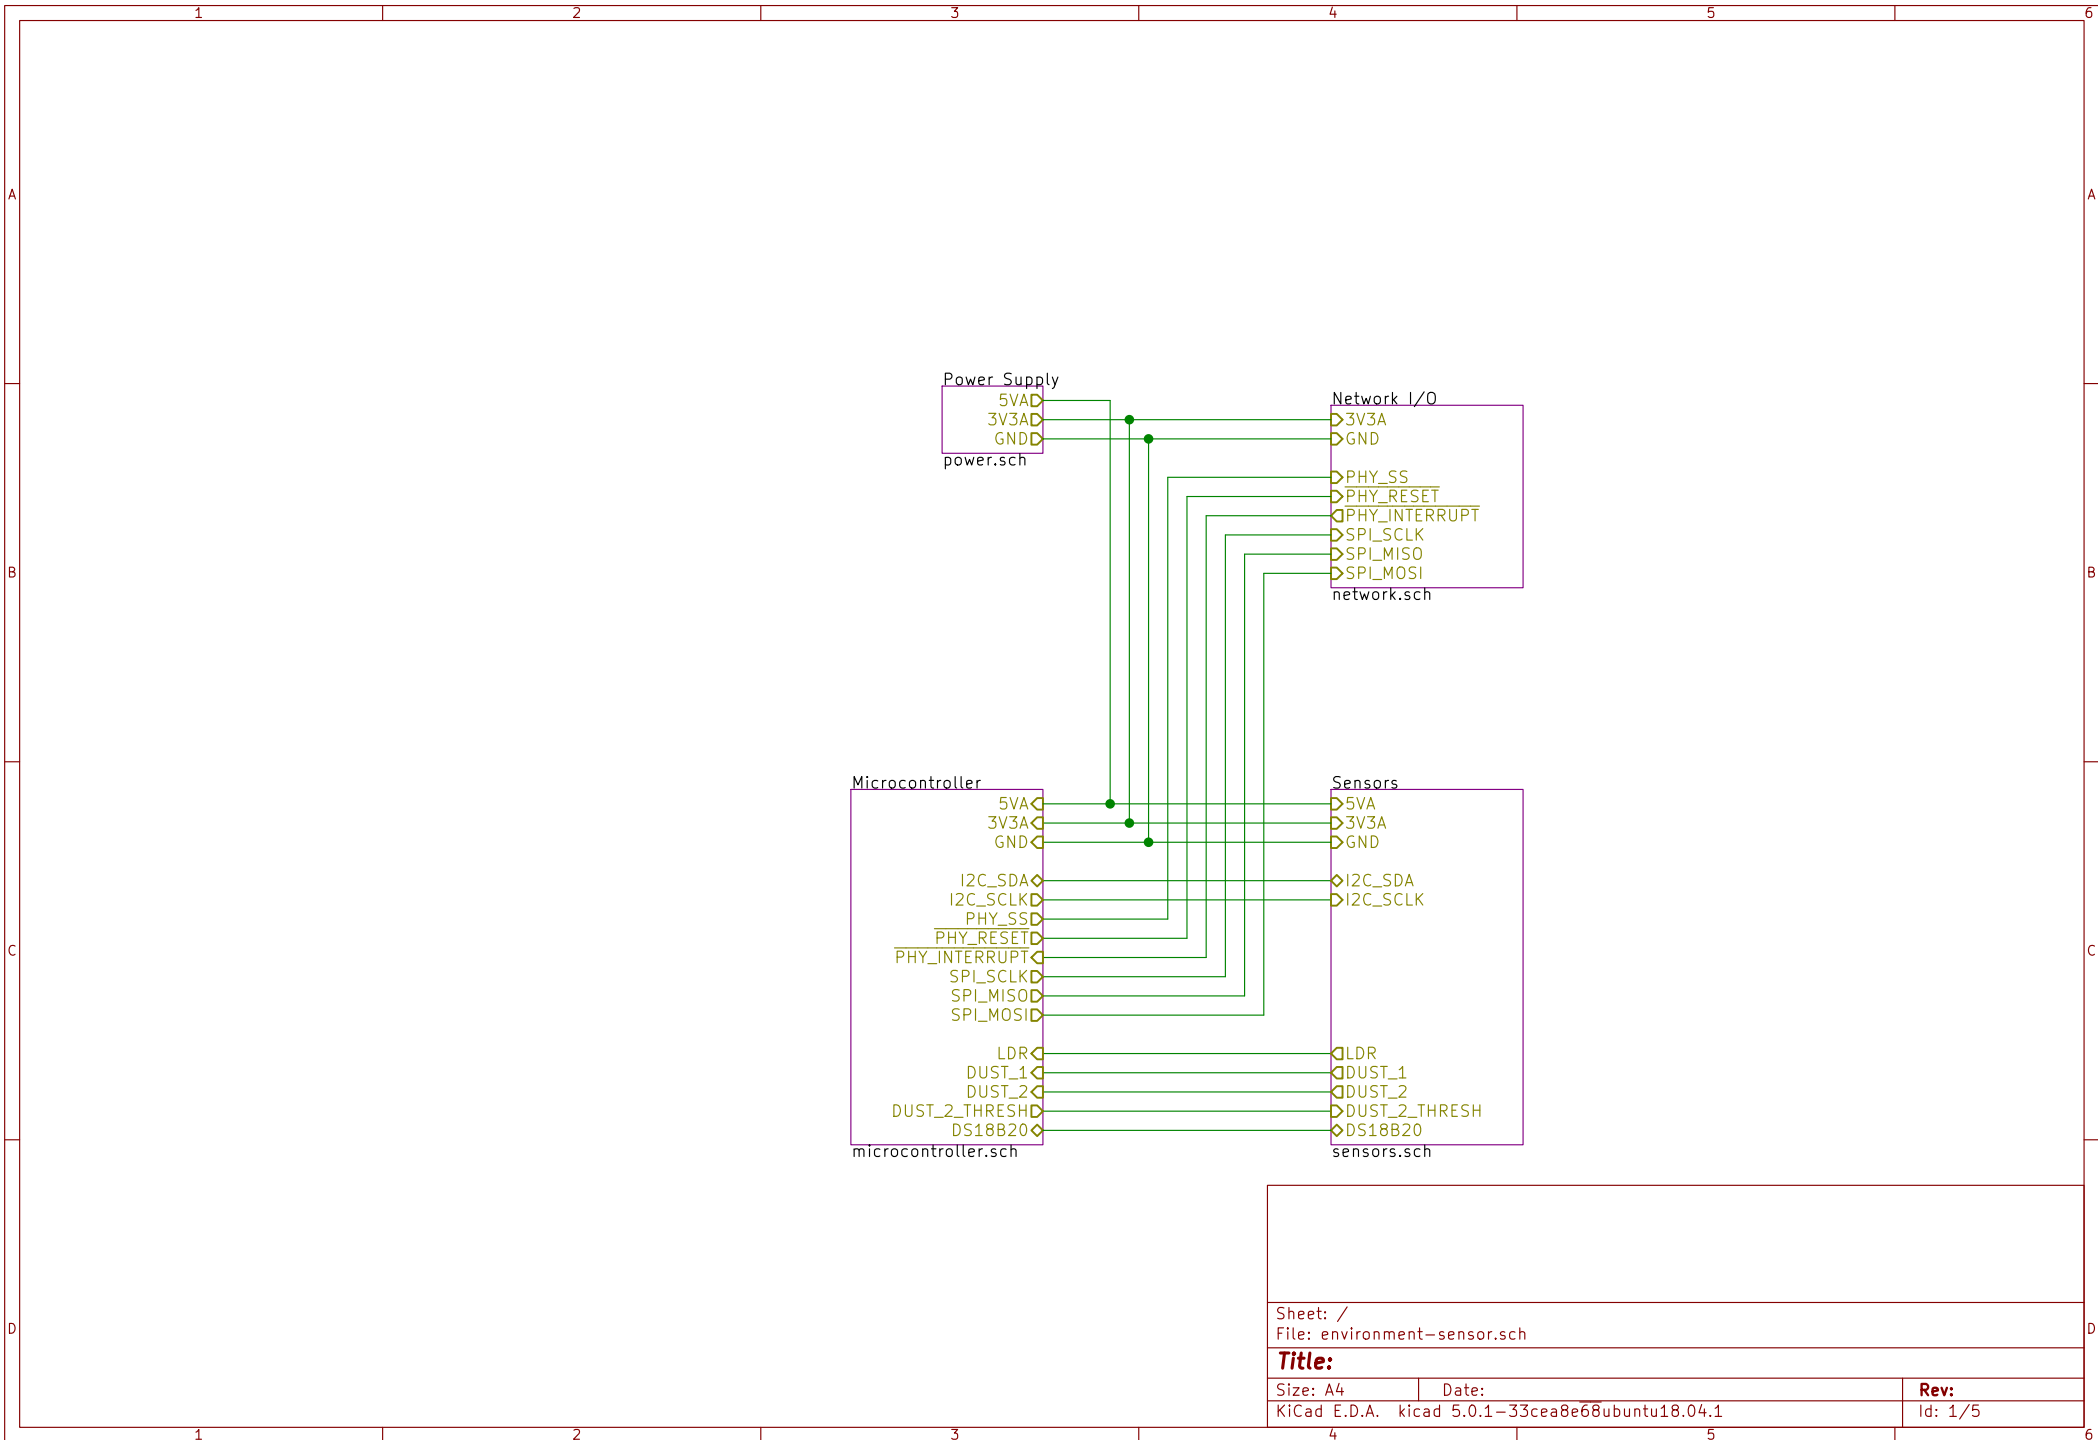 1 2 3 4 5 6
A A
Power Supply
5VA
3V3A
GND
power.sch
Network I/O
3V3A
GND
PHY_SS
PHY_RESET
PHY_INTERRUPT
SPI_SCLK
SPI_MISO
SPI_MOSI
network.sch
B B
Microcontroller
5VA
3V3A
GND
I2C_SDA
I2C_SCLK
PHY_SS
PHY_RESET
PHY_INTERRUPT
SPI_SCLK
SPI_MISO
SPI_MOSI
LDR
DUST_1
DUST_2
DUST_2_THRESH
DS18B20
microcontroller.sch
Sensors
5VA
3V3A
GND
I2C_SDA
I2C_SCLK
LDR
DUST_1
DUST_2
DUST_2_THRESH
DS18B20
sensors.sch
C C
D D
Sheet: /
File: environment-sensor.sch
Title:
Size: A4 Date: Rev:
KiCad E.D.A. kicad 5.0.1-33cea8e68ubuntu18.04.1 Id: 1/5
1 2 3 4 5 6